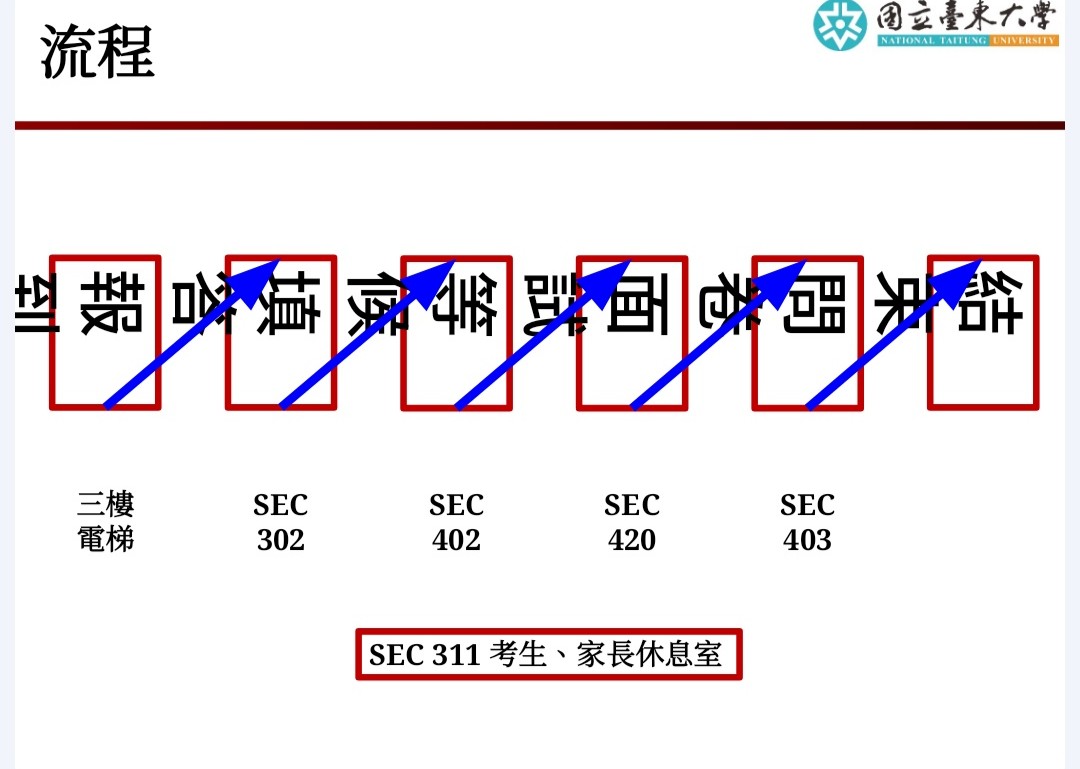 流程
國立臺東大學
NATIONAL TAITUNG UNIVERSITY
報到
填答
等候
面試
問卷
結束
三樓
電梯
SEC
302
SEC
402
SEC
420
SEC
403
SEC 311 考生、家長休息室